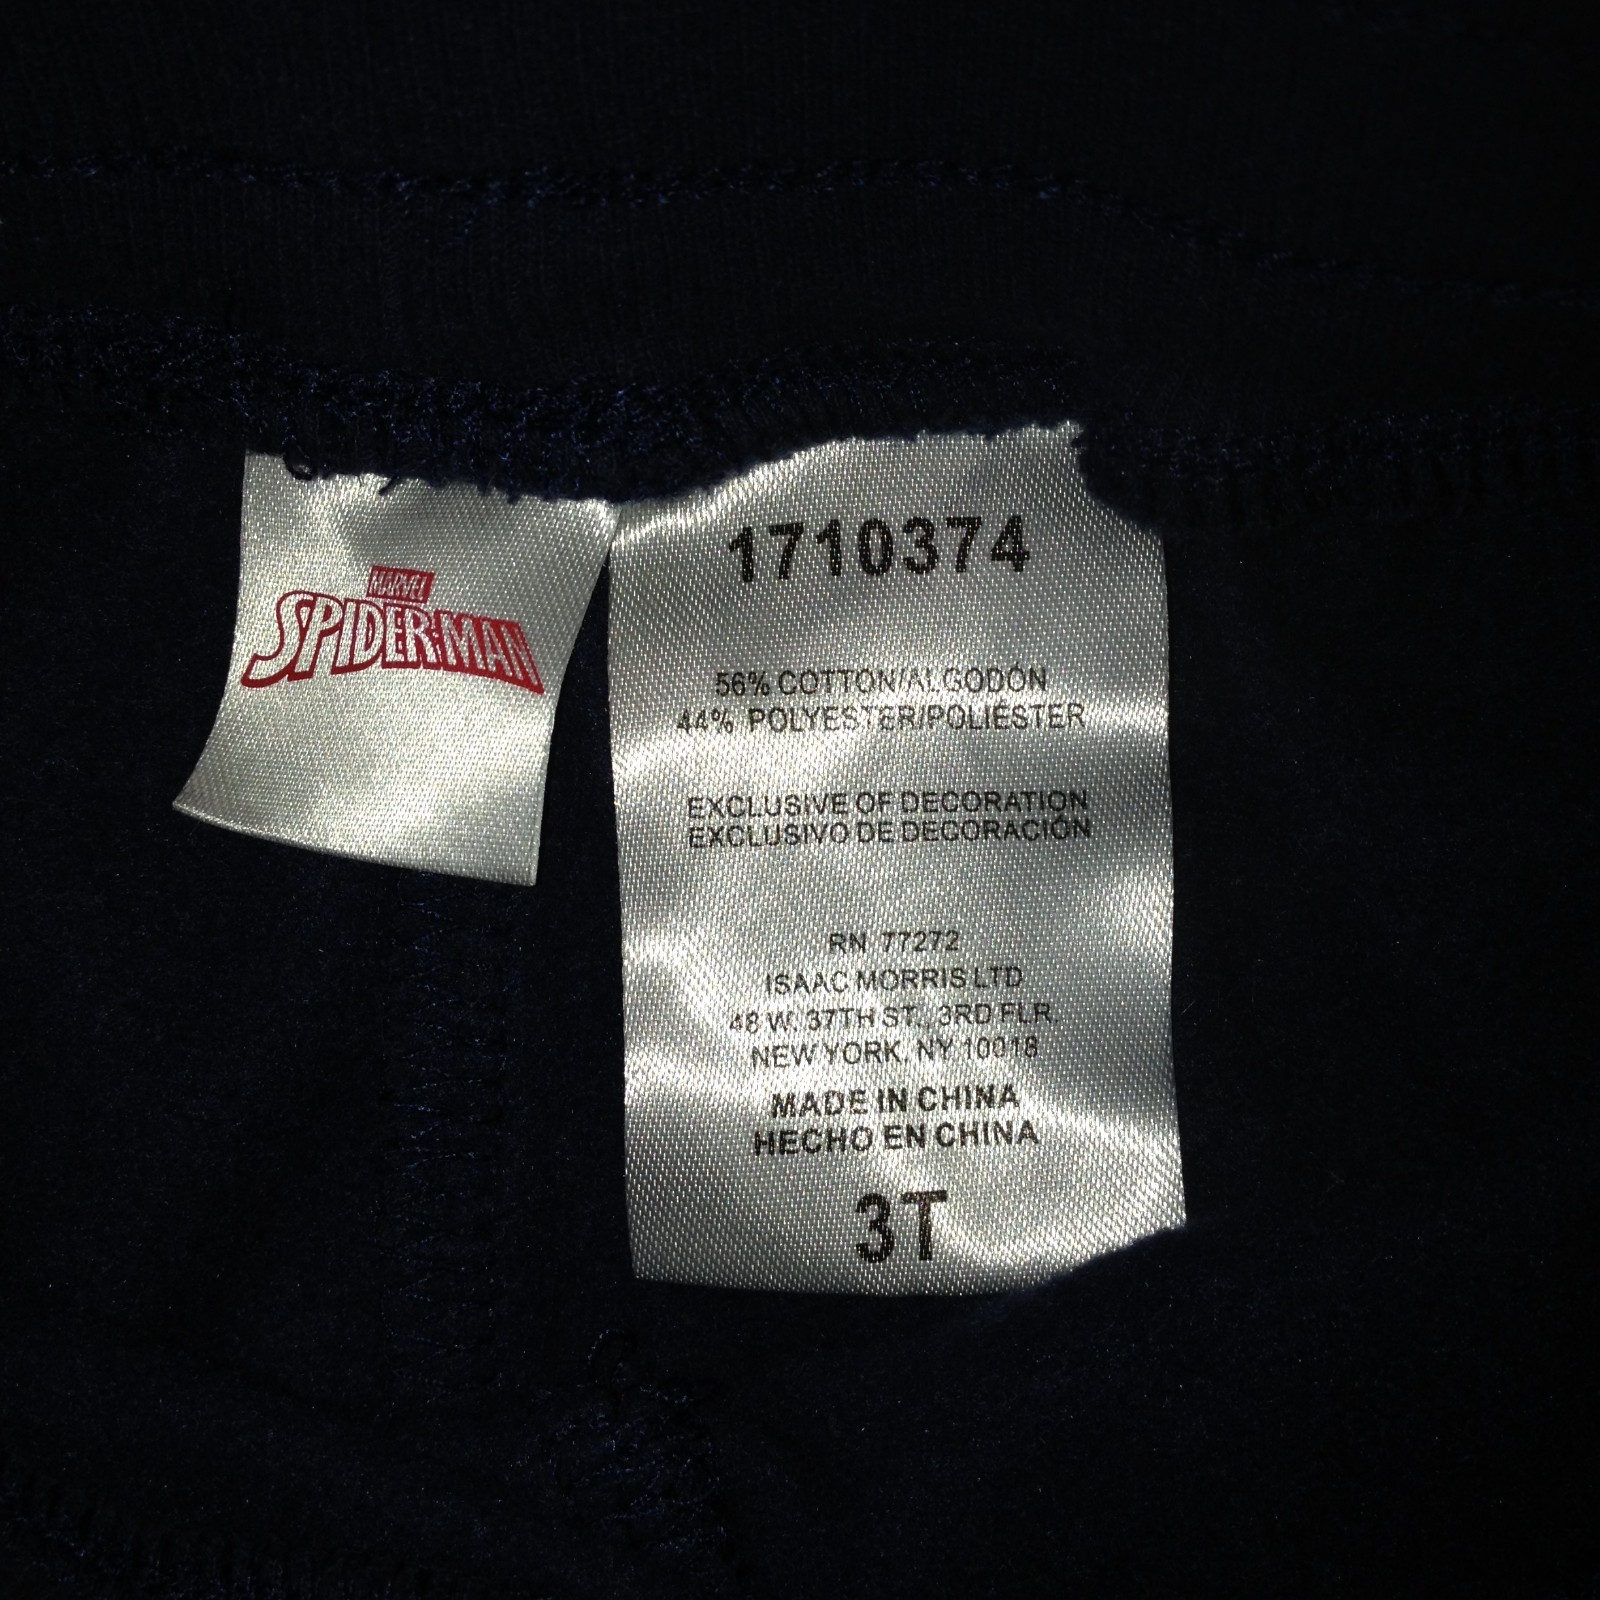 MARVEL
SPIDER-MAN
1710374
56% COTTON/ALGODÓN
44% POLYESTER/POLIÉSTER
EXCLUSIVE OF DECORATION
EXCLUSIVO DE DECORACIÓN
RN 77272
ISAAC MORRIS LTD
48 W. 37TH ST., 3RD FLR.
NEW YORK, NY 10018
MADE IN CHINA
HECHO EN CHINA
3T